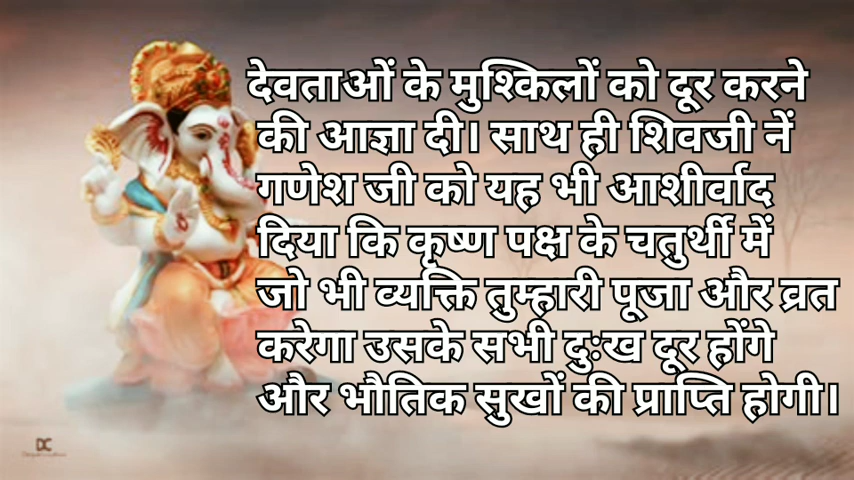 देवताओं के मुश्किलों को दूर करने
की आज्ञा दी। साथ ही शिवजी नें
गणेश जी को यह भी आशीर्वाद
दिया कि कृष्ण पक्ष के चतुर्थी में
जो भी व्यक्ति तुम्हारी पूजा और व्रत
करेगा उसके सभी दुःख दूर होंगे
और भौतिक सुखों की प्राप्ति होगी।
DC